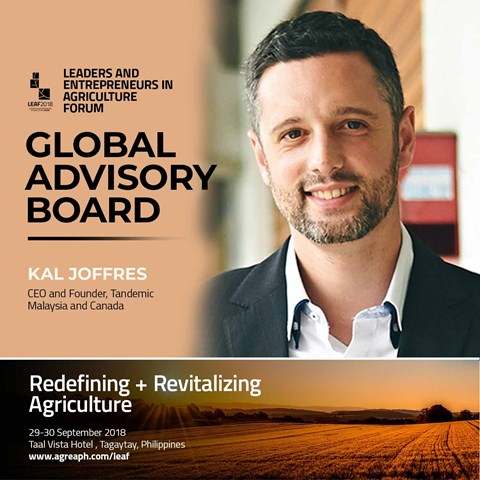 LEADERS AND
ENTREPRENEURS IN
AGRICULTURE
FORUM
LEAF2018
GLOBAL
ADVISORY
BOARD
KAL JOFFRES
CEO and Founder, Tandemic
Malaysia and Canada
Redefining + Revitalizing
Agriculture
29-30 September 2018
Taal Vista Hotel , Tagaytay, Philippines
www.agreaph.com/leaf